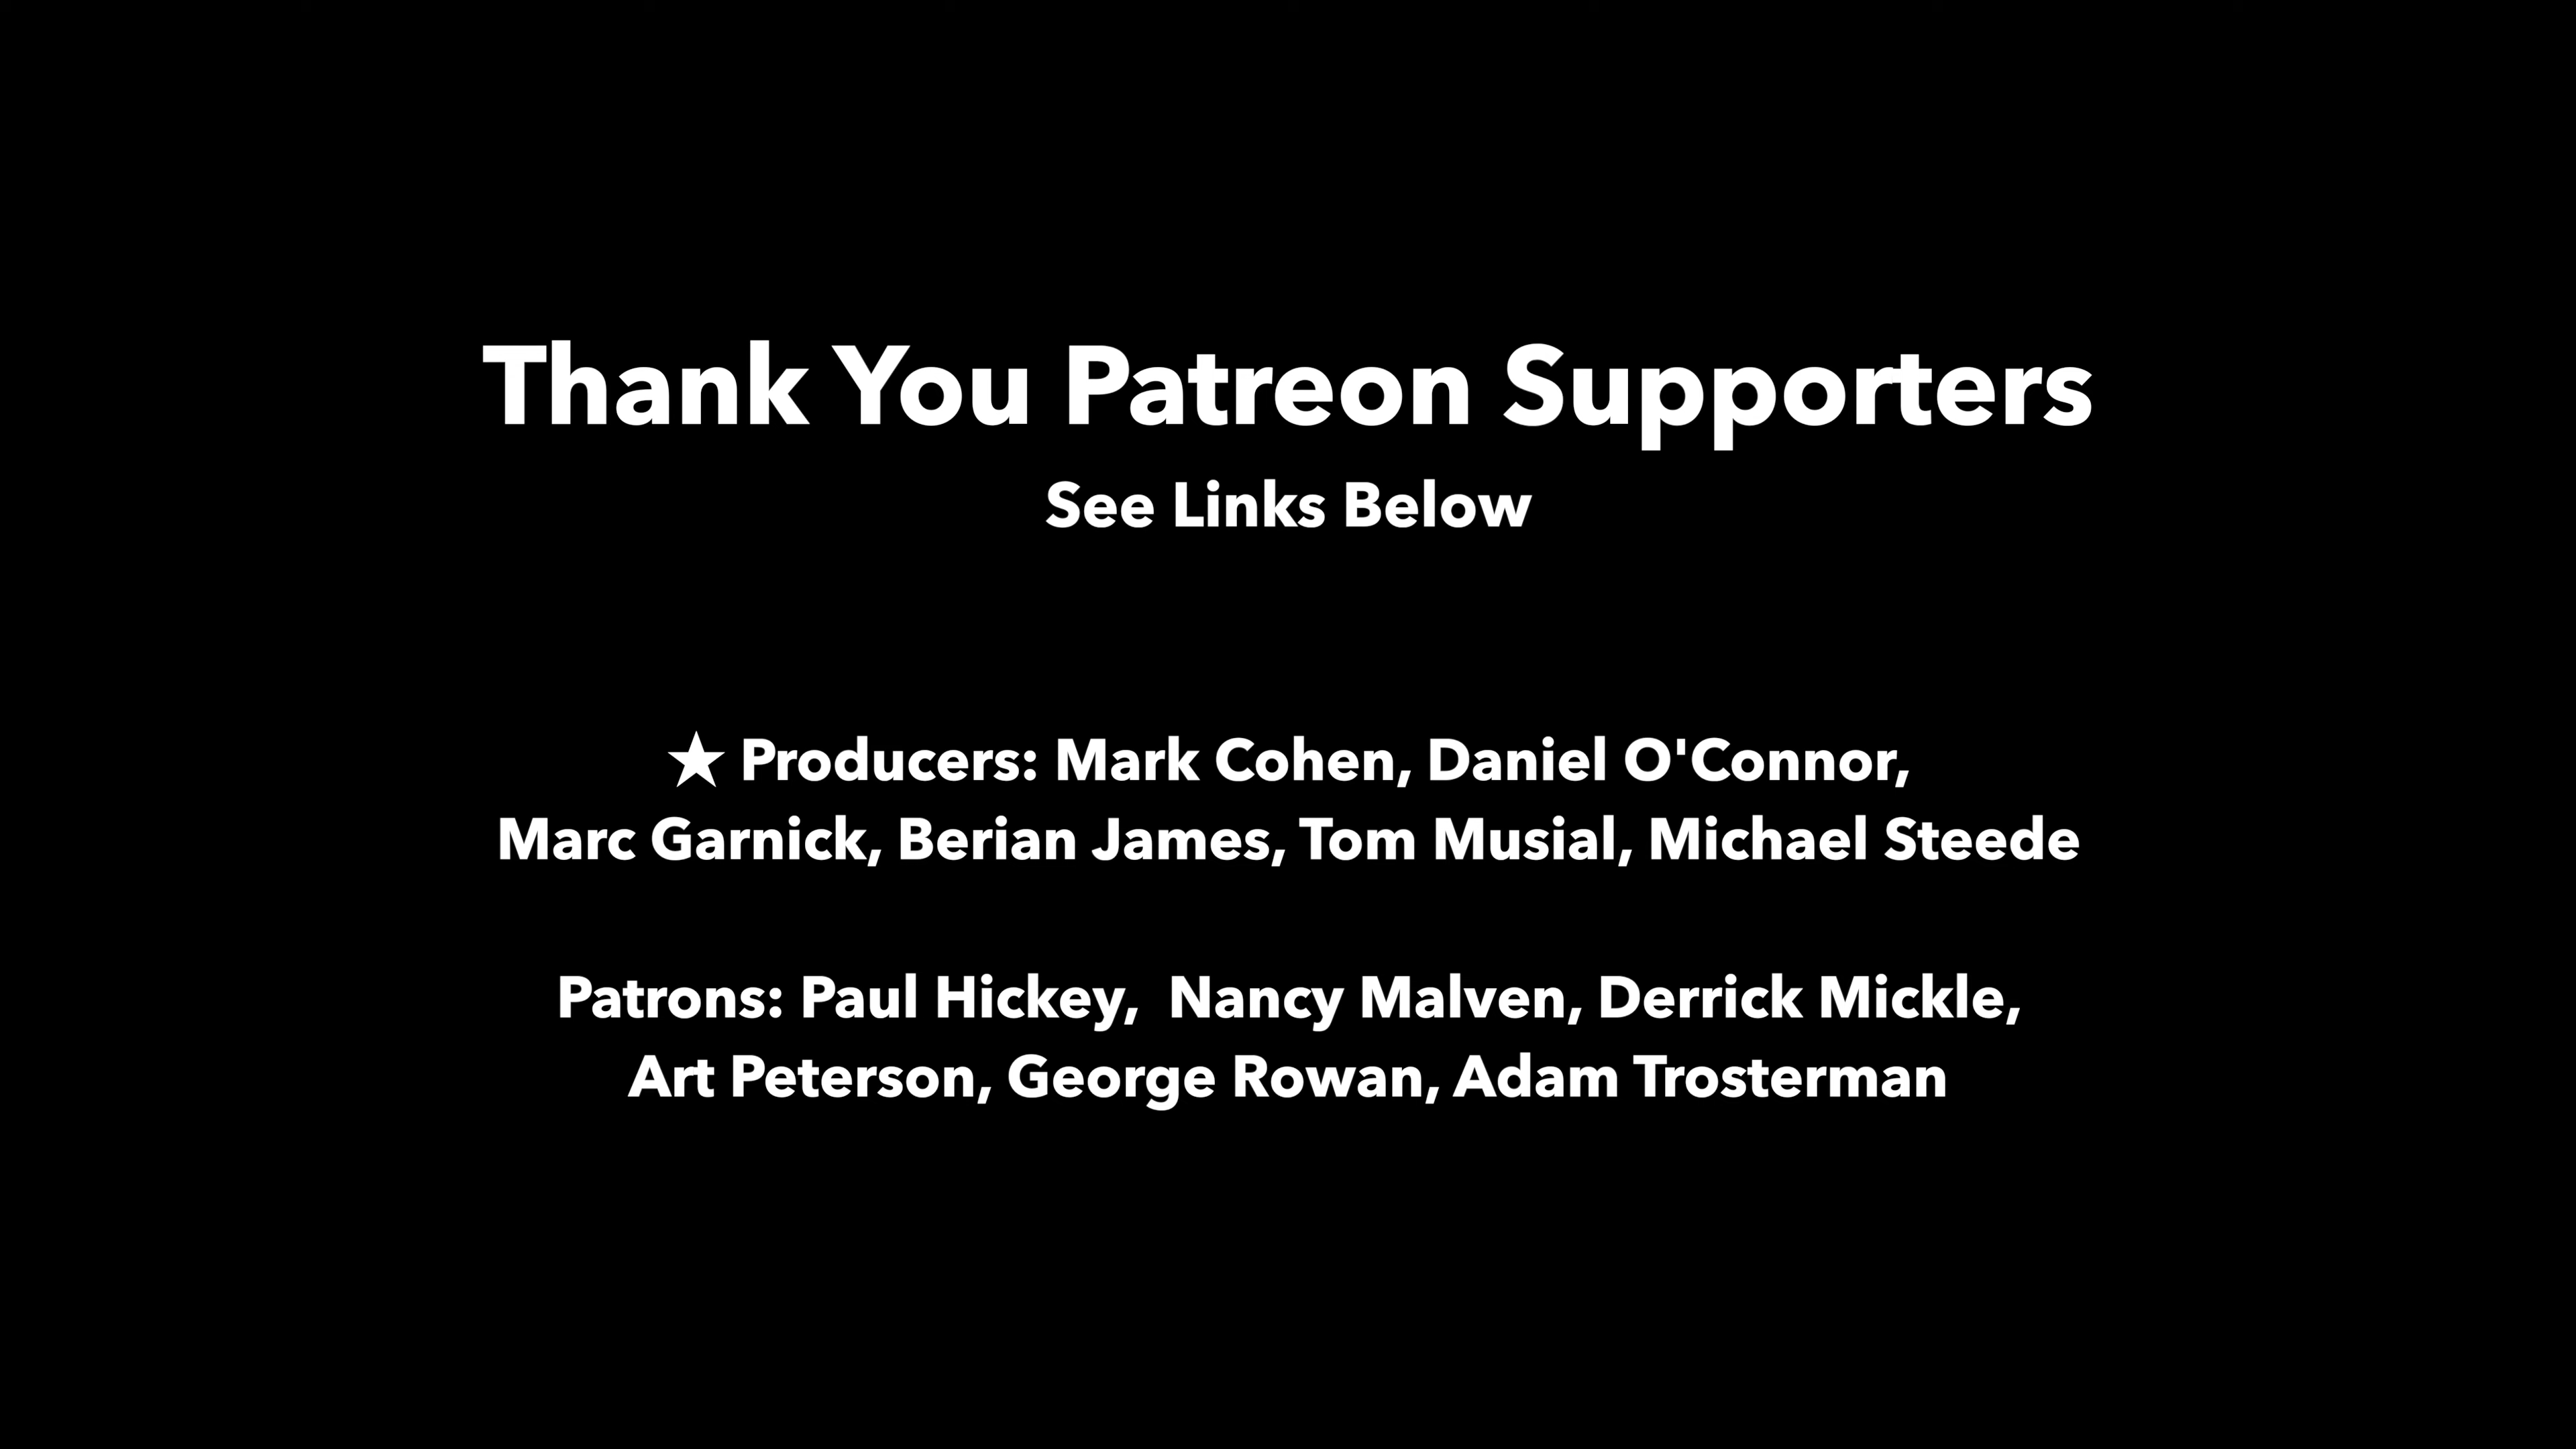 Thank You Patreon Supporters
See Links Below
★ Producers: Mark Cohen, Daniel O'Connor,
Marc Garnick, Berian James, Tom Musial, Michael Steede
Patrons: Paul Hickey,  Nancy Malven, Derrick Mickle,
Art Peterson, George Rowan, Adam Trosterman